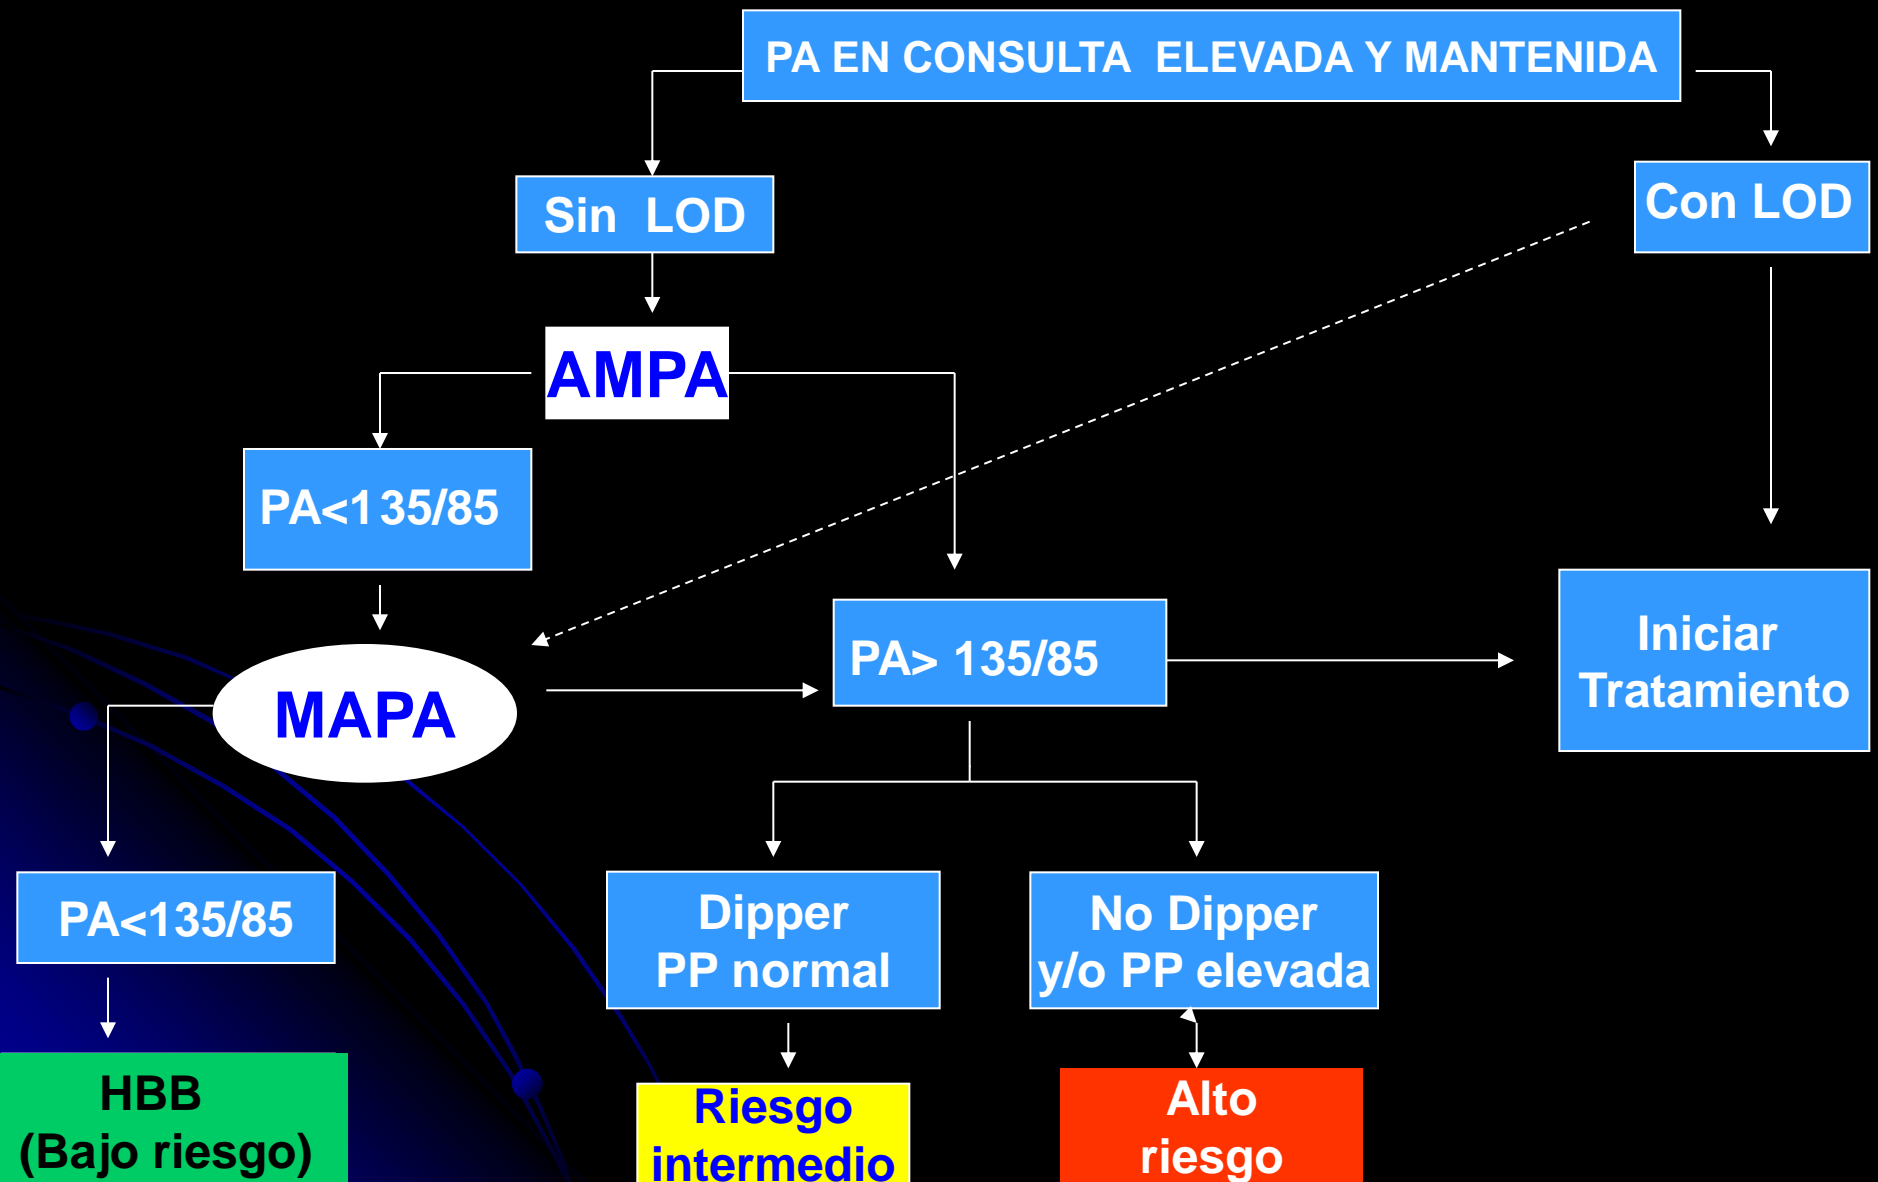 PA EN CONSULTA ELEVADA Y MANTENIDA
Sin LOD
Con LOD
AMPA
PA<135/85
PA> 135/85
Iniciar
Tratamiento
MAPA
PA<135/85
Dipper
PP normal
No Dipper
y/o PP elevada
HBB
(Bajo riesgo)
Riesgo
intermedio
Alto
riesgo